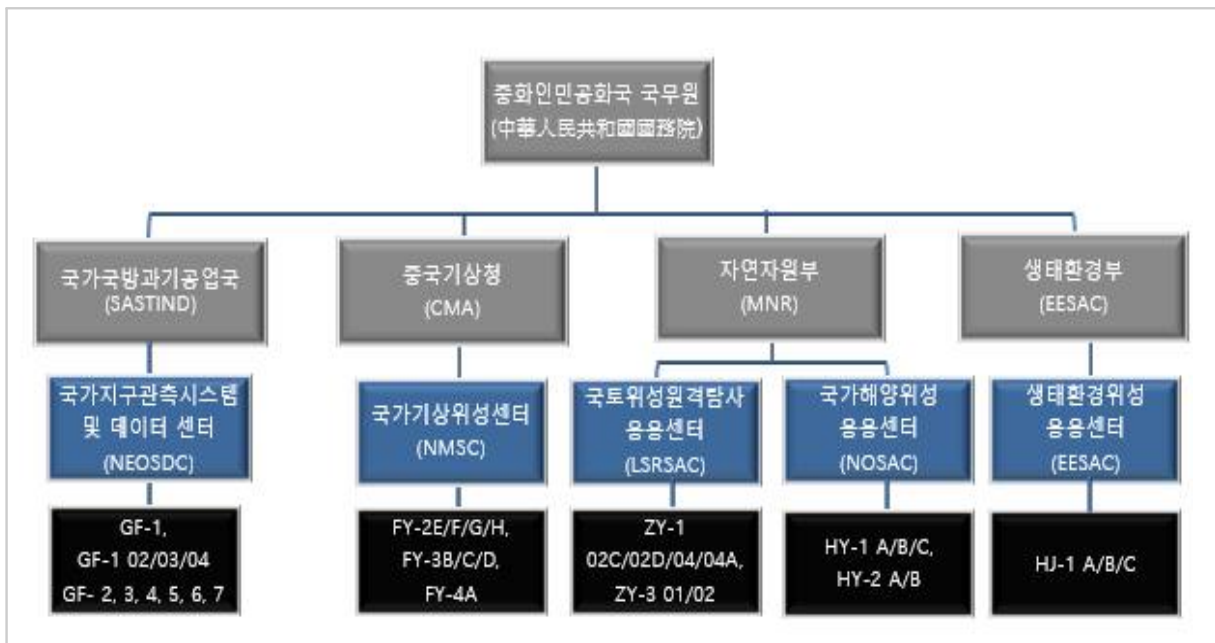 중화인민공화국 국무원
(中華人民共和國國務院)
국가국방과기공업국
(SASTIND)
중국기상청
(CMA)
자연자원부
(MNR)
생태환경부
(EESAC)
국가지구관측시스템
및 데이터 센터
(NEOSDC)
국가기상위성센터
(NMSC)
국토위성원격탐사
응용센터
(LSRSAC)
국가해양위성
응용센터
(NOSAC)
생태환경위성
응용센터
(EESAC)
GF-1,
GF-1 02/03/04
GF- 2, 3, 4, 5, 6, 7
FY-2E/F/G/H,
FY-3B/C/D,
FY-4A
ZY-1
02C/02D/04/04A,
ZY-3 01/02
HY-1 A/B/C,
HY-2 A/B
HJ-1 A/B/C